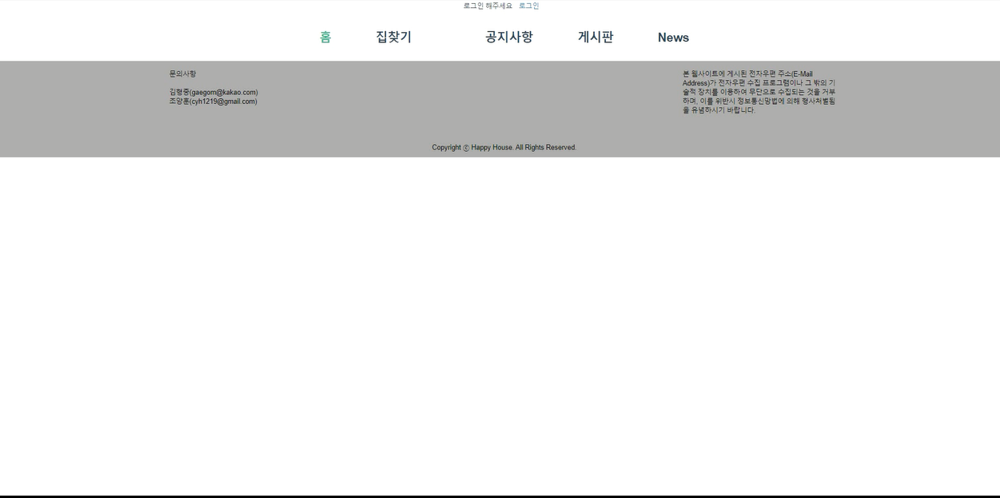 로그인 해주세요 로그인
홈 집찾기 공지사항 게시판 News
문의사항
김형중(gaegom@kakao.com)
조양훈(cyh1219@gmail.com)
본 웹사이트에 게시된 전자우편 주소(E-Mail
Address)가 전자우편 수집 프로그램이나 그 밖의 기
술적 장치를 이용하여 무단으로 수집되는 것을 거부
하며, 이를 위반시 정보통신망법에 의해 형사처벌됨
을 유념하시기 바랍니다.
Copyright ⓒ Happy House. All Rights Reserved.